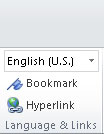 English (U.S.)
Bookmark
Hyperlink
Language & Links